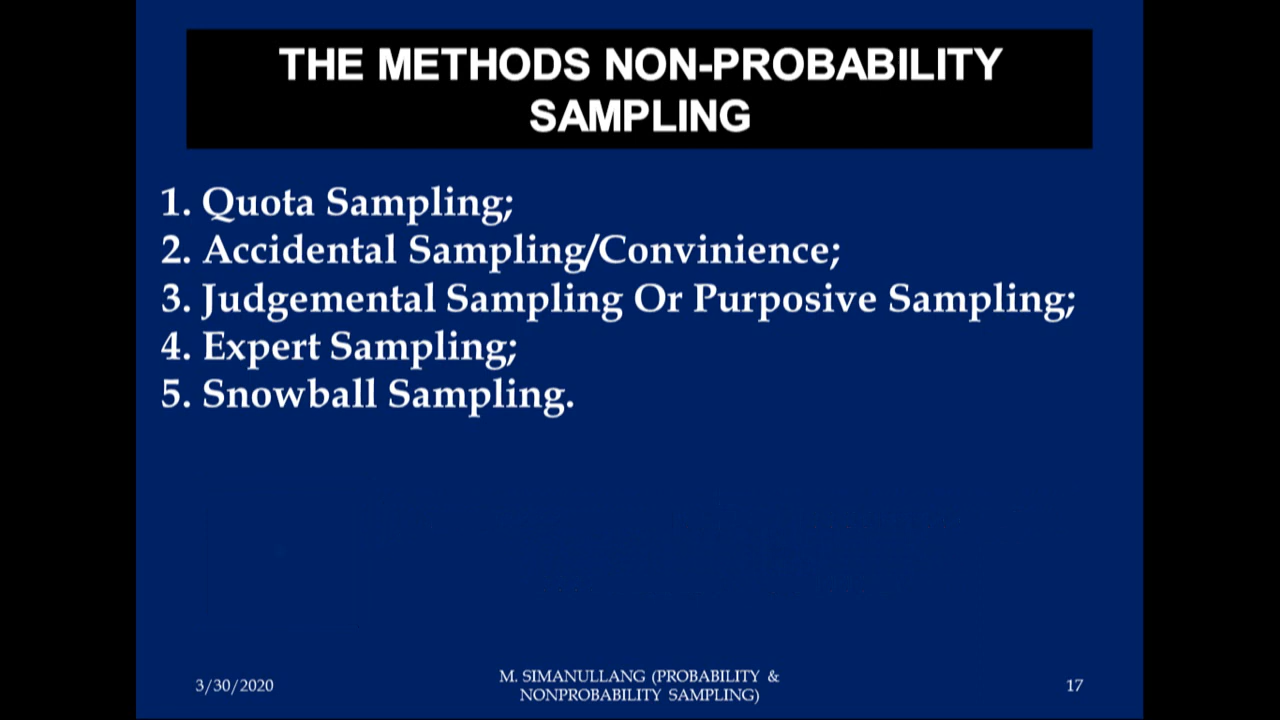 THE METHODS NON-PROBABILITY
SAMPLING
1. Quota Sampling;
2. Accidental Sampling/Convinience;
3. Judgemental Sampling Or Purposive Sampling;
4. Expert Sampling;
5. Snowball Sampling.
3/30/2020
M. SIMANULLANG (PROBABILITY &
NONPROBABILITY SAMPLING)
17